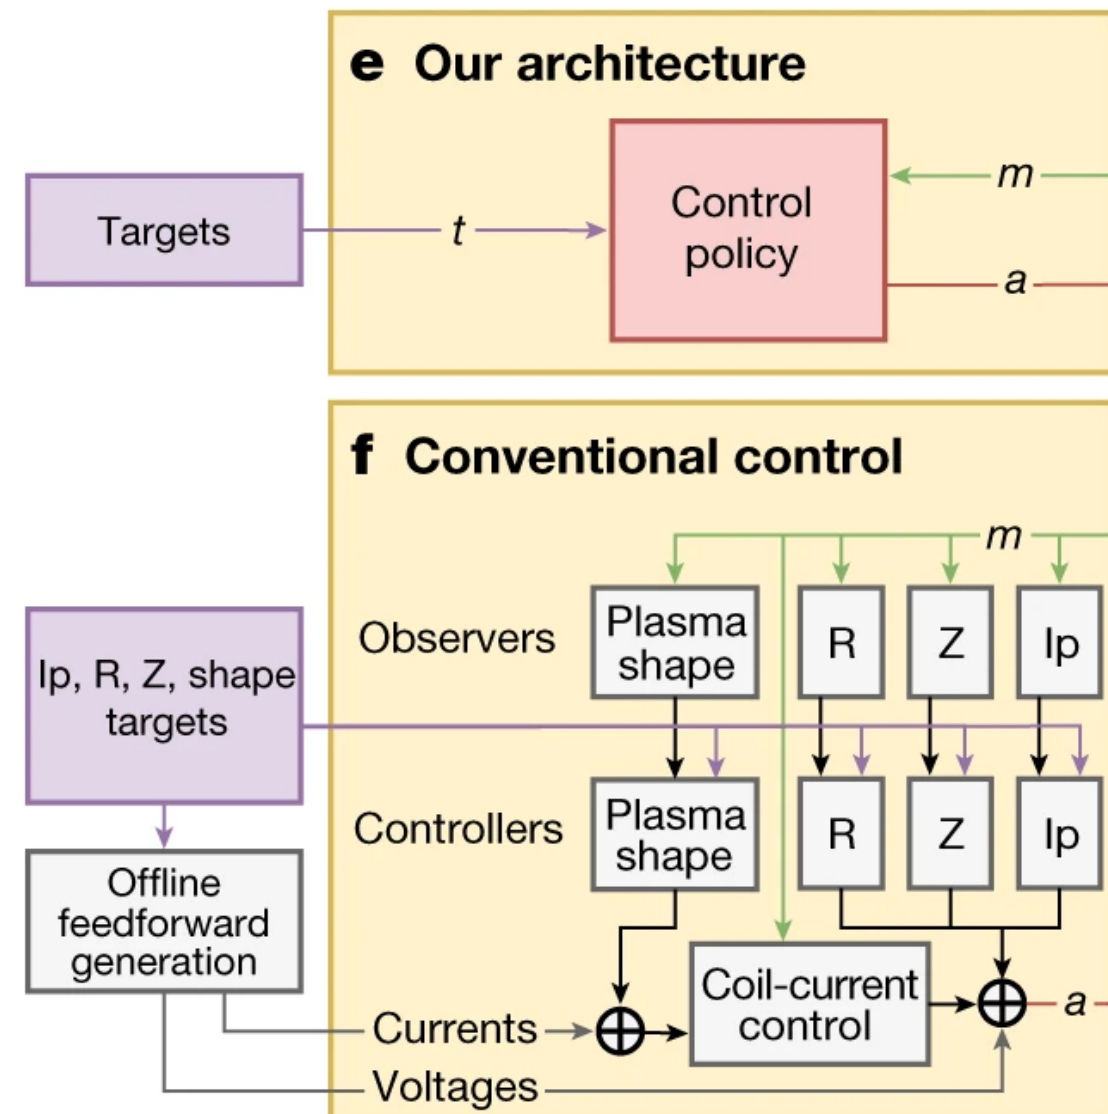 e Our architecture
Targets
t
Control
policy
m
a
f Conventional control
m
Observers
Plasma
shape
R
Z
Ip
Ip, R, Z, shape
targets
Controllers
Plasma
shape
R
Z
Ip
Offline
feedforward
generation
Coil-current
control
a
Currents
Voltages